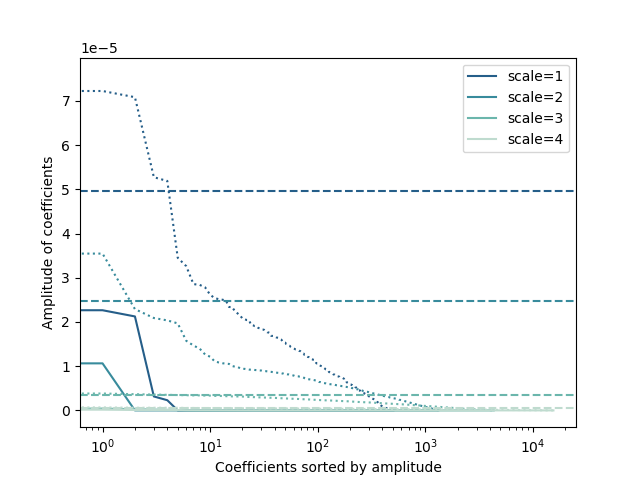 1e−5
7
6
5
4
3
2
1
0
scale=1
scale=2
scale=3
scale=4
Amplitude of coefficients
10⁰ 10¹ 10² 10³ 10⁴
Coefficients sorted by amplitude